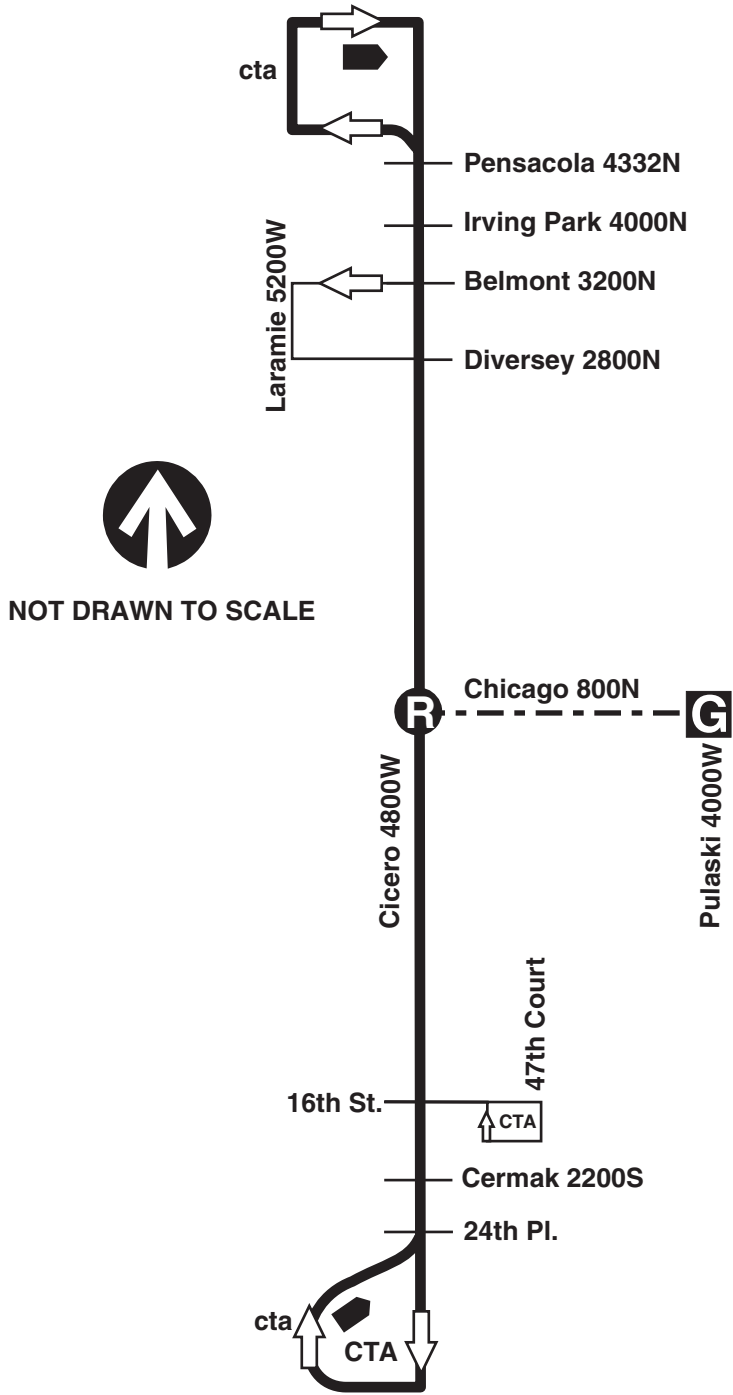 cta
Pensacola 4332N
Irving Park 4000N
Laramie 5200W
Belmont 3200N
Diversey 2800N
NOT DRAWN TO SCALE
Chicago 800N
R
G
Cicero 4800W
Pulaski 4000W
47th Court
16th St.
CTA
Cermak 2200S
24th Pl.
cta
CTA